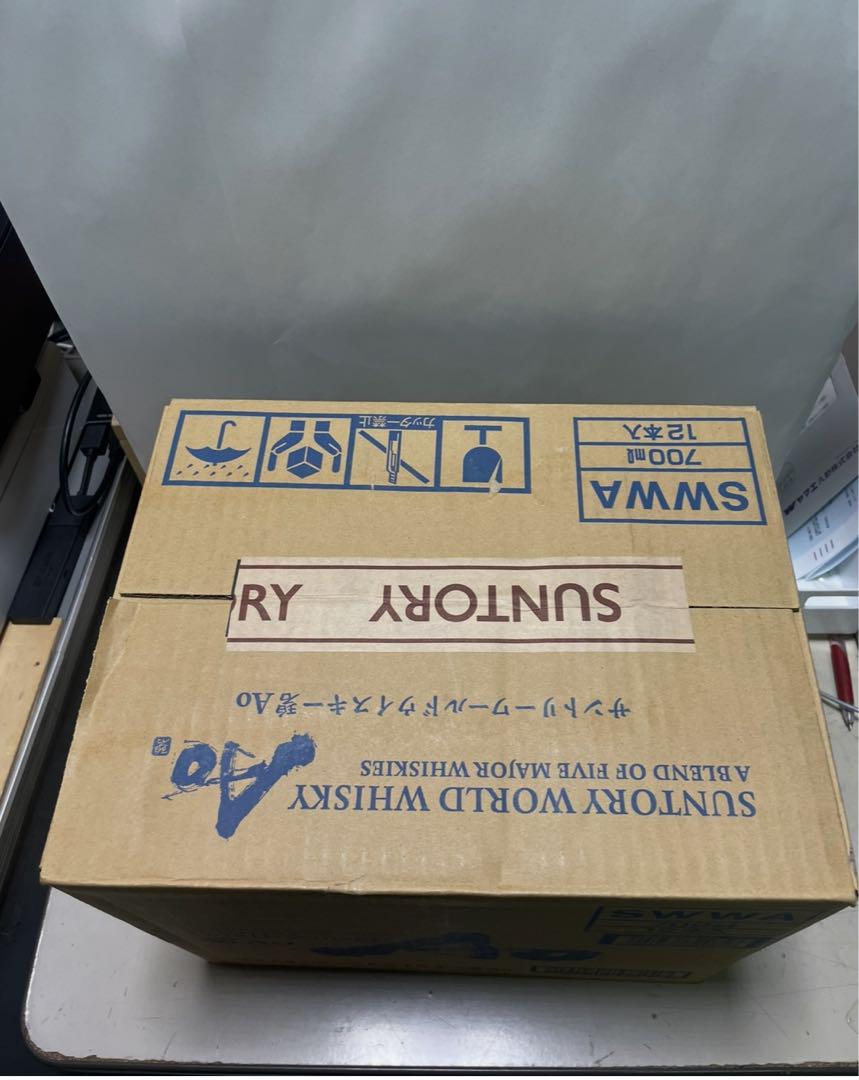 SUNTORY WORLD WHISKY
A BLEND OF FIVE MAJOR WHISKIES
Ao
サントリーワールドウイスキー碧Ao
SUNTORY
RY
SWWA
700㎖
12本入
カッター禁止
SWWA